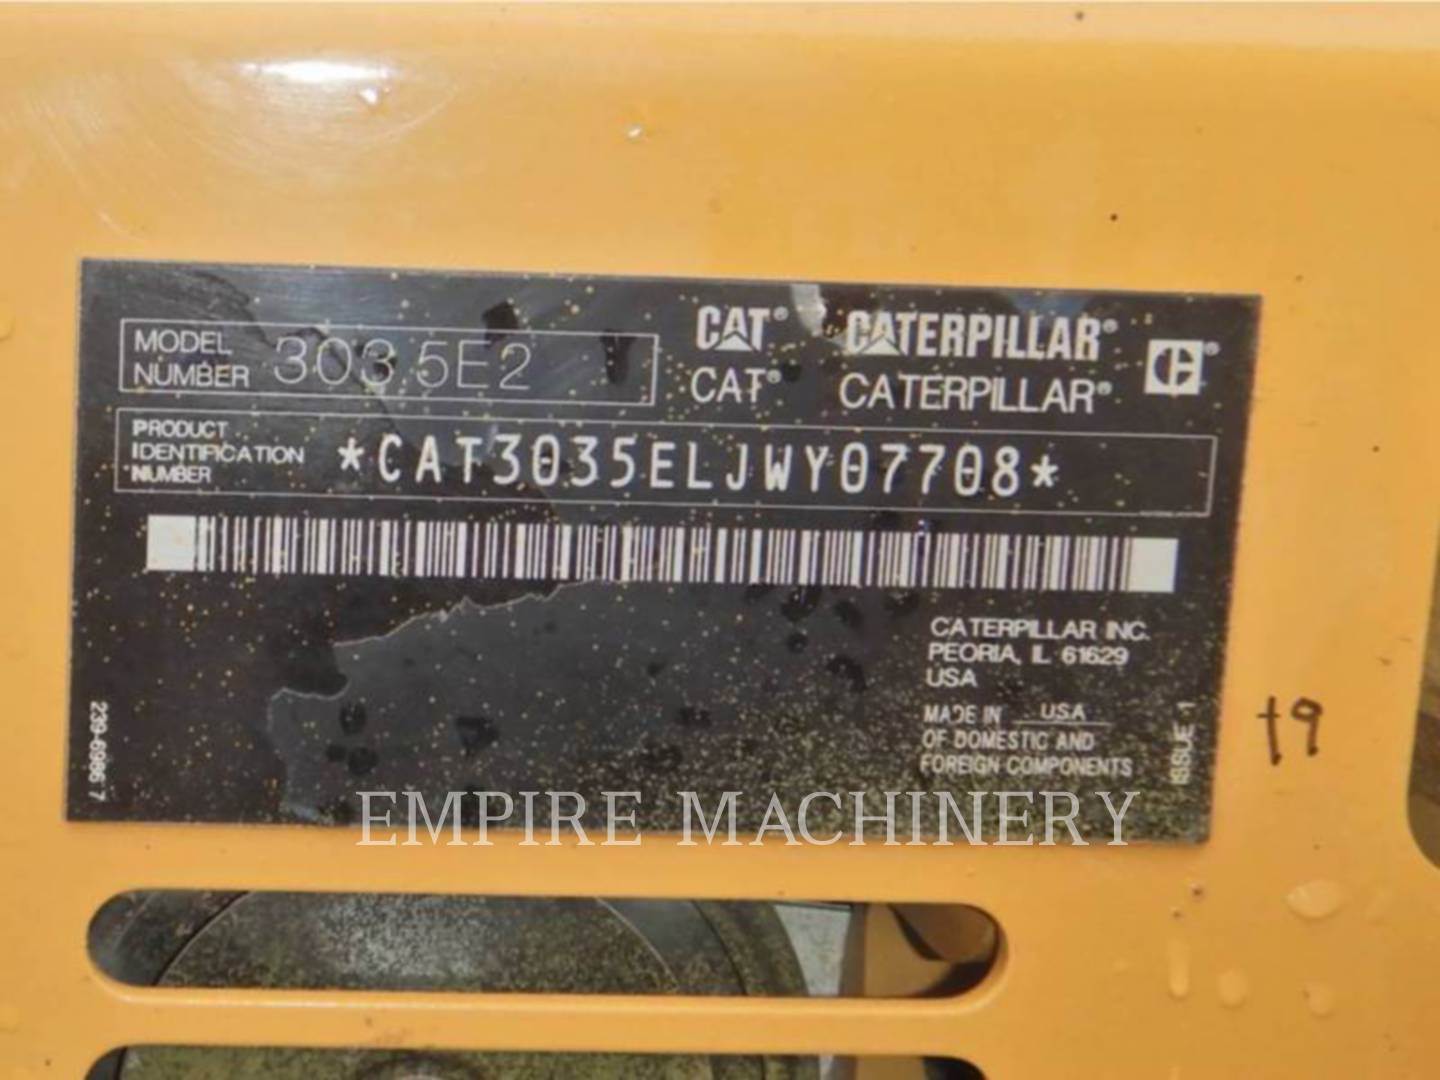 CAT® CATERPILLAR®
MODEL NUMBER 303.5E2
CAT® CATERPILLAR®
PRODUCT IDENTIFICATION NUMBER *CAT3035ELJWY07708*
CATERPILLAR INC.
PEORIA, IL 61629
USA
MADE IN USA
OF DOMESTIC AND
FOREIGN COMPONENTS
ISSUE 1
239-6986 7
t9
EMPIRE MACHINERY